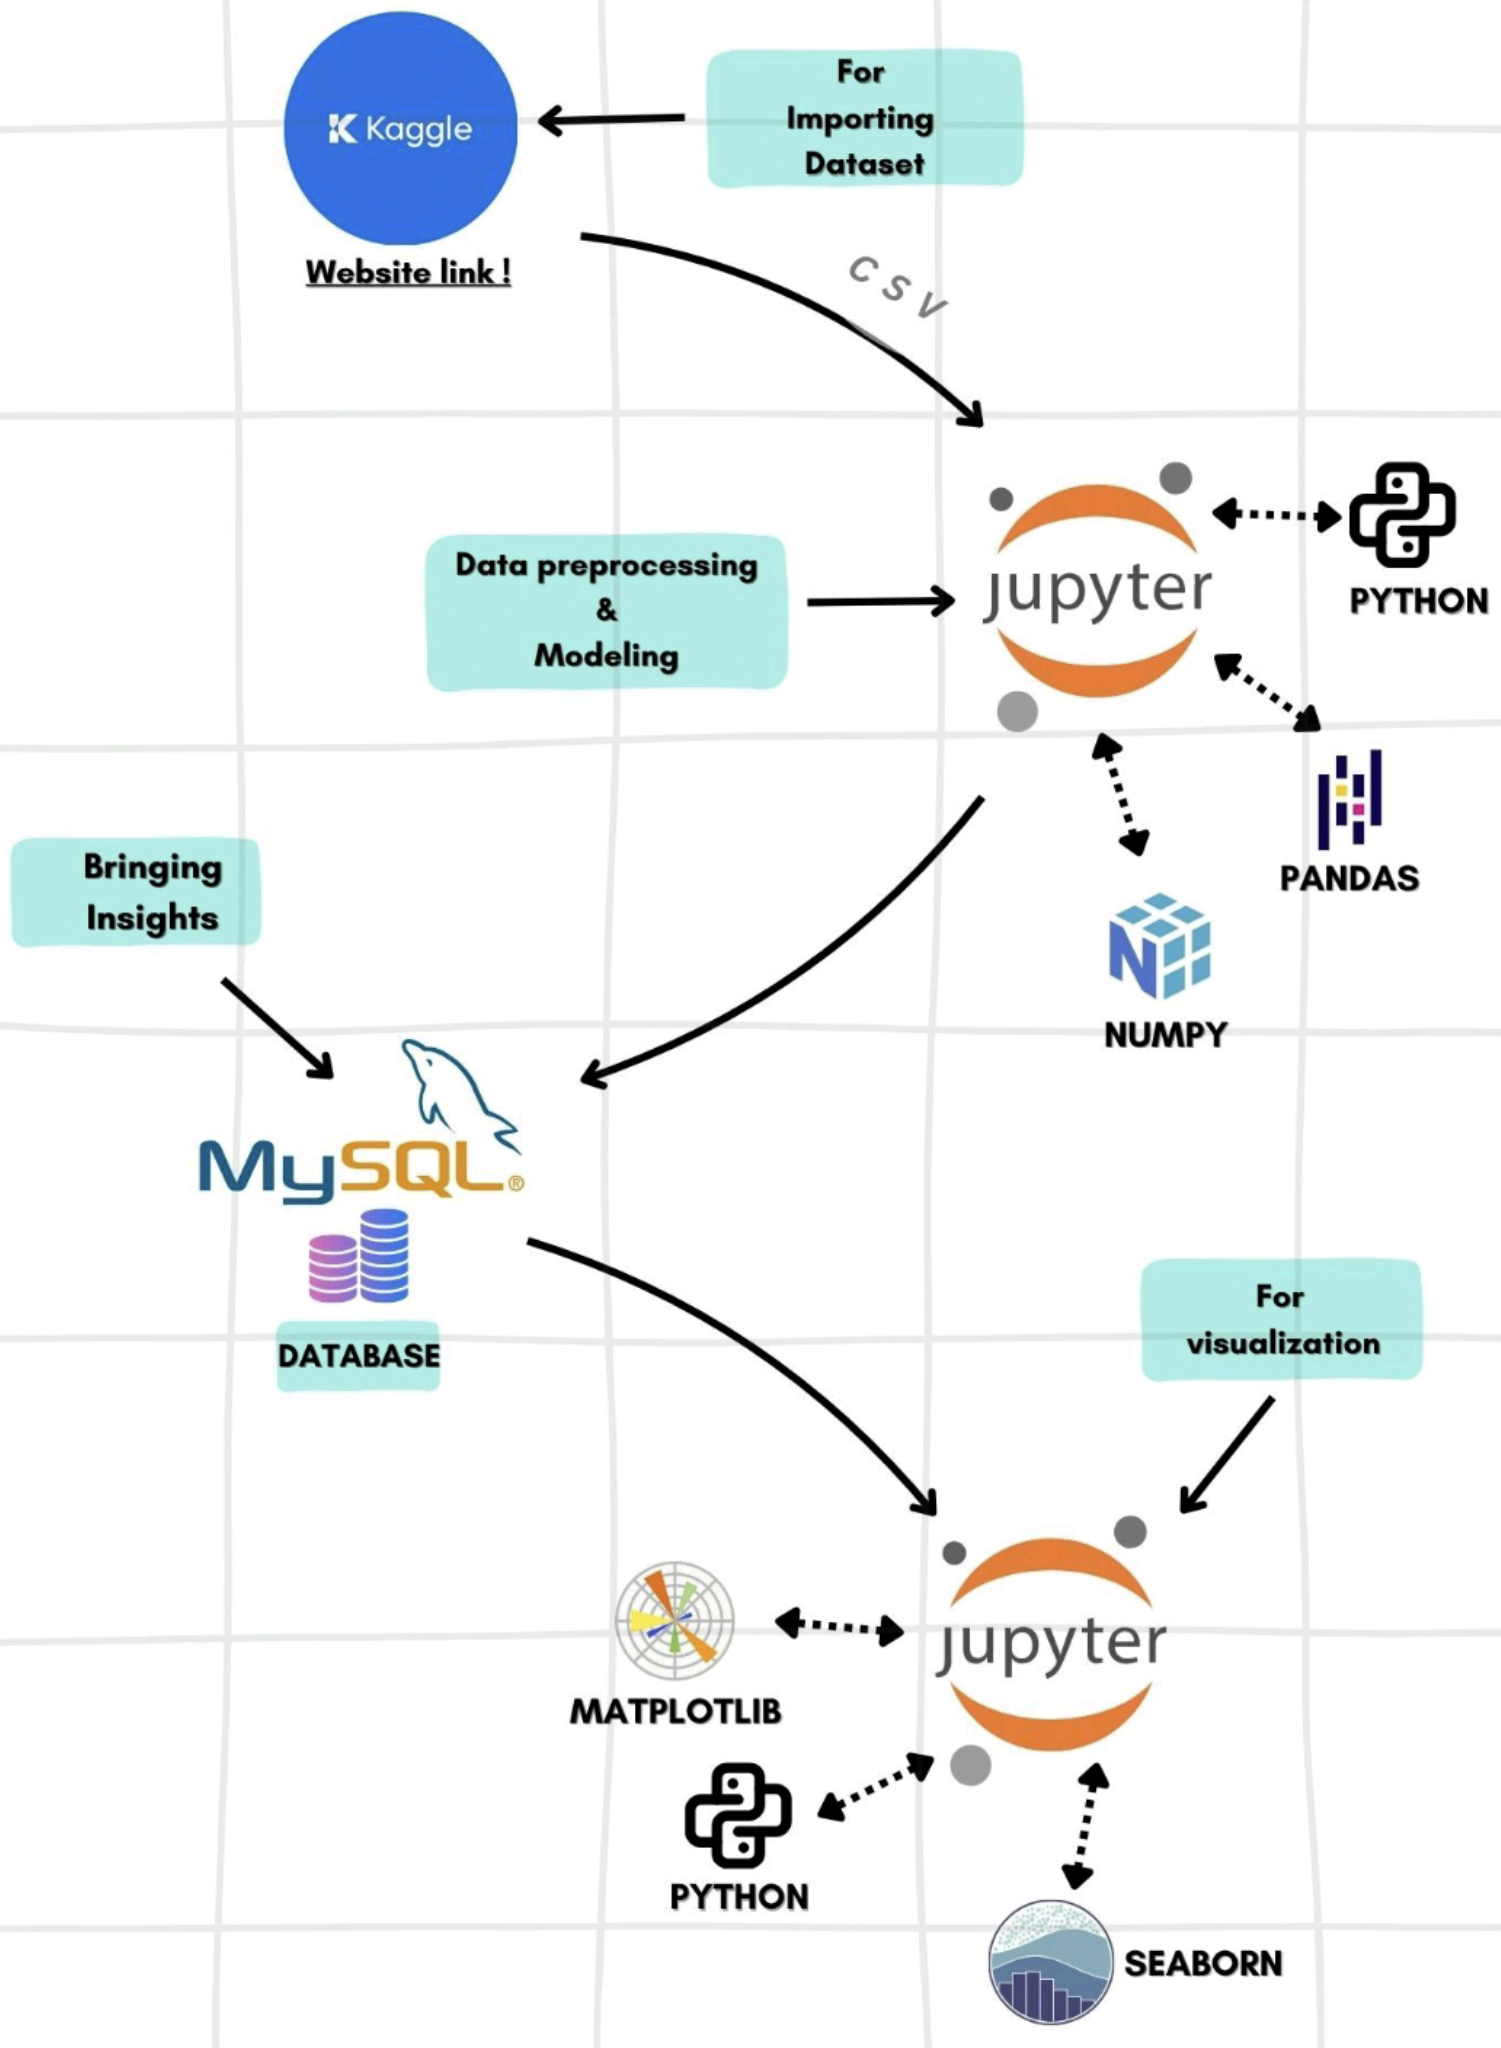 Kaggle
For
Importing
Dataset
Website link !
CSV
jupyter
PYTHON
Data preprocessing
&
Modeling
PANDAS
Bringing
Insights
NUMPY
MySQL®
DATABASE
For
visualization
jupyter
MATPLOTLIB
PYTHON
SEABORN